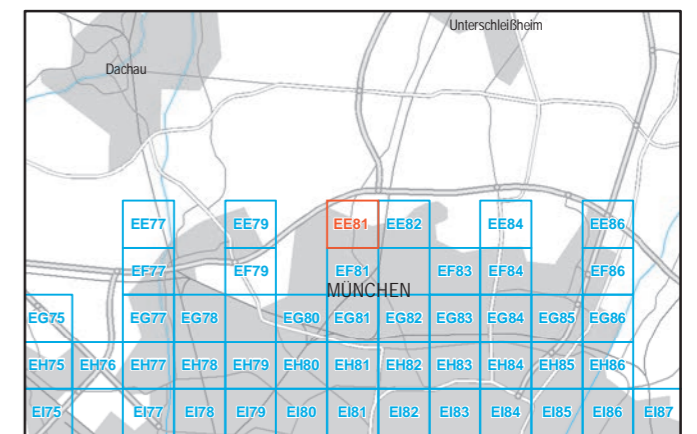 Unterschleißheim
Dachau
EE77 EE79 EE81 EE82 EE84 EE86
EF77 EF79 EF81 EF83 EF84 EF86
MÜNCHEN
EG75 EG77 EG78 EG80 EG81 EG82 EG83 EG84 EG85 EG86
EH75 EH76 EH77 EH78 EH79 EH80 EH81 EH82 EH83 EH84 EH85 EH86
EI75 EI77 EI78 EI79 EI80 EI81 EI82 EI83 EI84 EI85 EI86 EI87